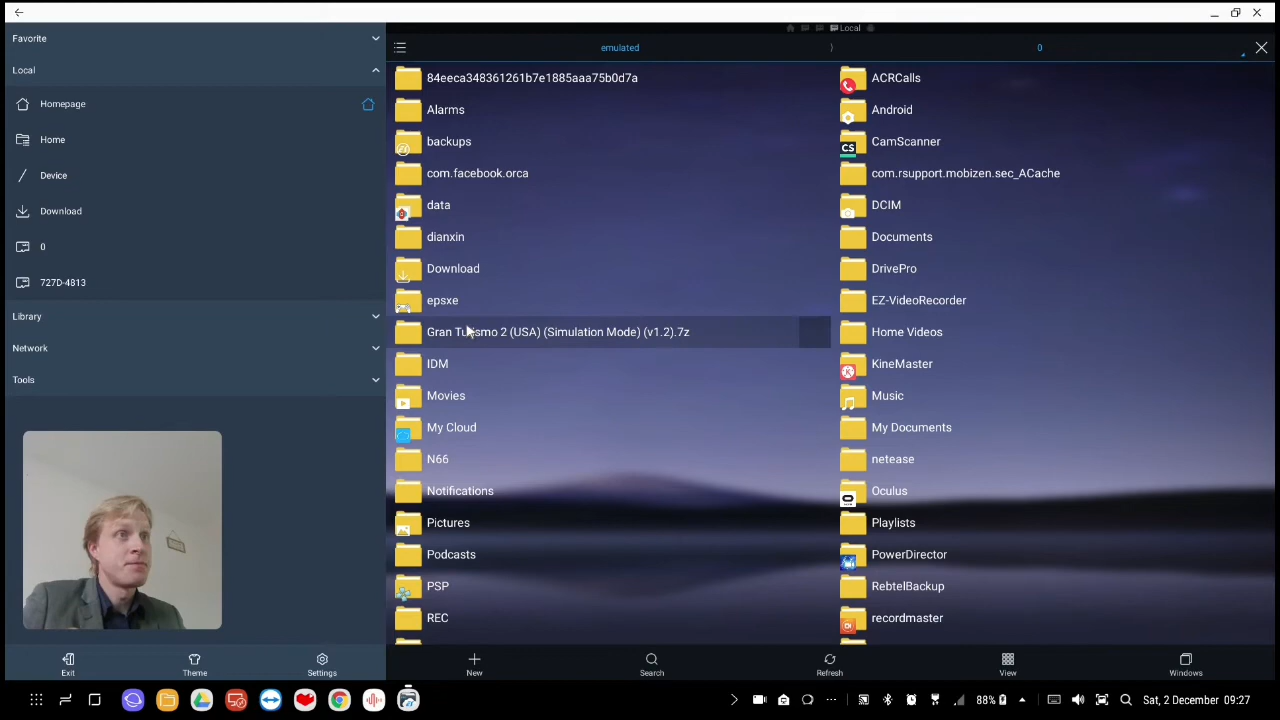 Favorite
Local
Homepage
Home
Device
Download
0
727D-4813
Library
Network
Tools
Exit
Theme
Settings
Local
emulated
0
84eeca348361261b7e1885aaa75b0d7a
ACRCalls
Alarms
Android
backups
CamScanner
com.facebook.orca
com.rsupport.mobizen.sec_ACache
data
DCIM
dianxin
Documents
Download
DrivePro
epsxe
EZ-VideoRecorder
Gran Turismo 2 (USA) (Simulation Mode) (v1.2).7z
Home Videos
IDM
KineMaster
Movies
Music
My Cloud
My Documents
N66
netease
Notifications
Oculus
Pictures
Playlists
Podcasts
PowerDirector
PSP
RebtelBackup
REC
recordmaster
New
Search
Refresh
View
Windows
88%
Sat, 2 December 09:27
CS